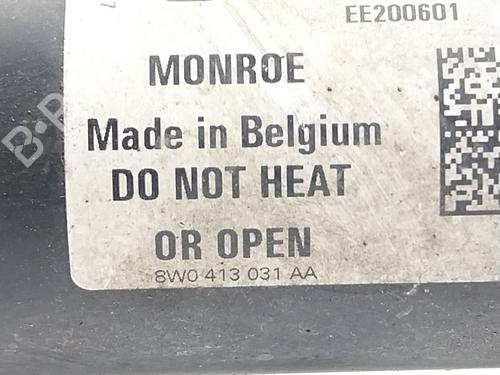 EE200601
MONROE
Made in Belgium
DO NOT HEAT
OR OPEN
8W0 413 031 AA